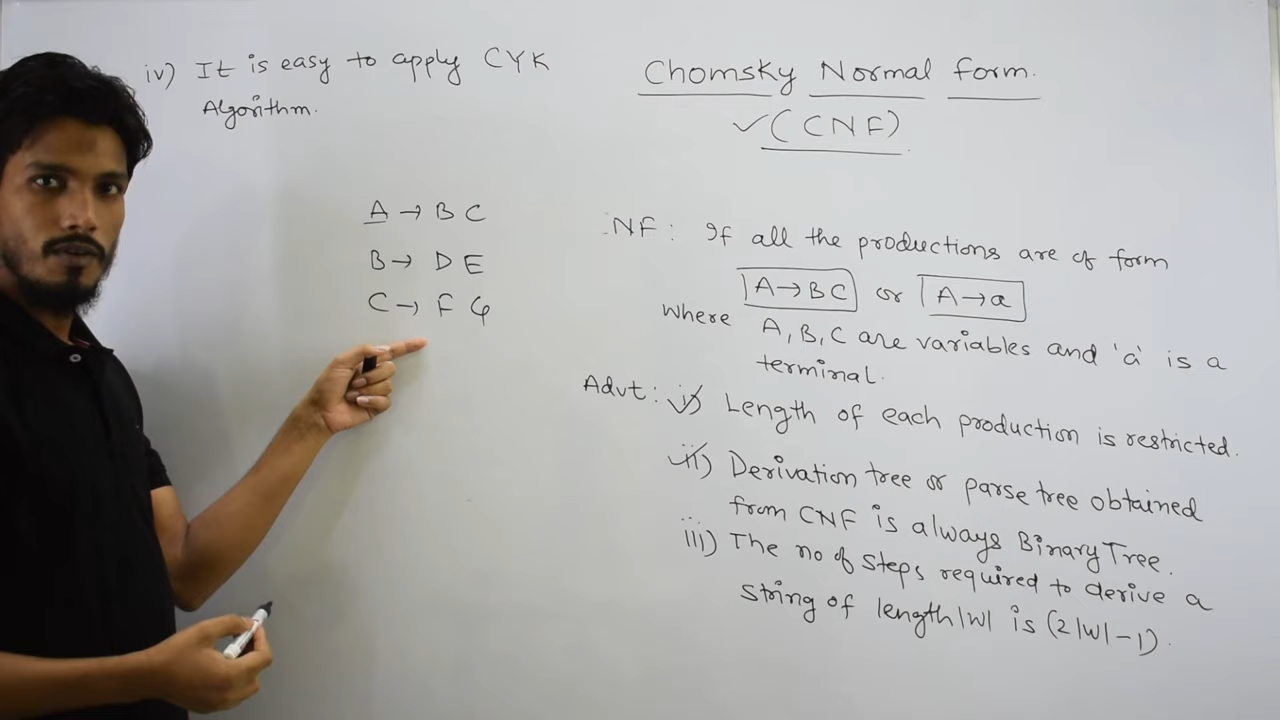 iv) It is easy to apply CYK
Algorithm.
A → B C
B → D E
C → F G
Chomsky Normal form.
✓(CNF)
NF: If all the productions are of form
A→BC or A→a
Where A,B,C are variables and 'a' is a
terminal.
Advt: i) Length of each production is restricted.
ii) Derivation tree or parse tree obtained
from CNF is always Binary Tree.
iii) The no of steps required to derive a
string of length |W| is (2|W|-1).